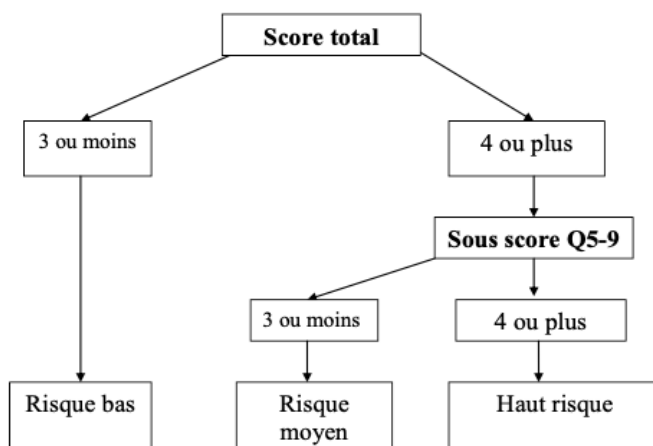 Score total
3 ou moins
4 ou plus
Sous score Q5-9
3 ou moins
4 ou plus
Risque bas
Risque
moyen
Haut risque